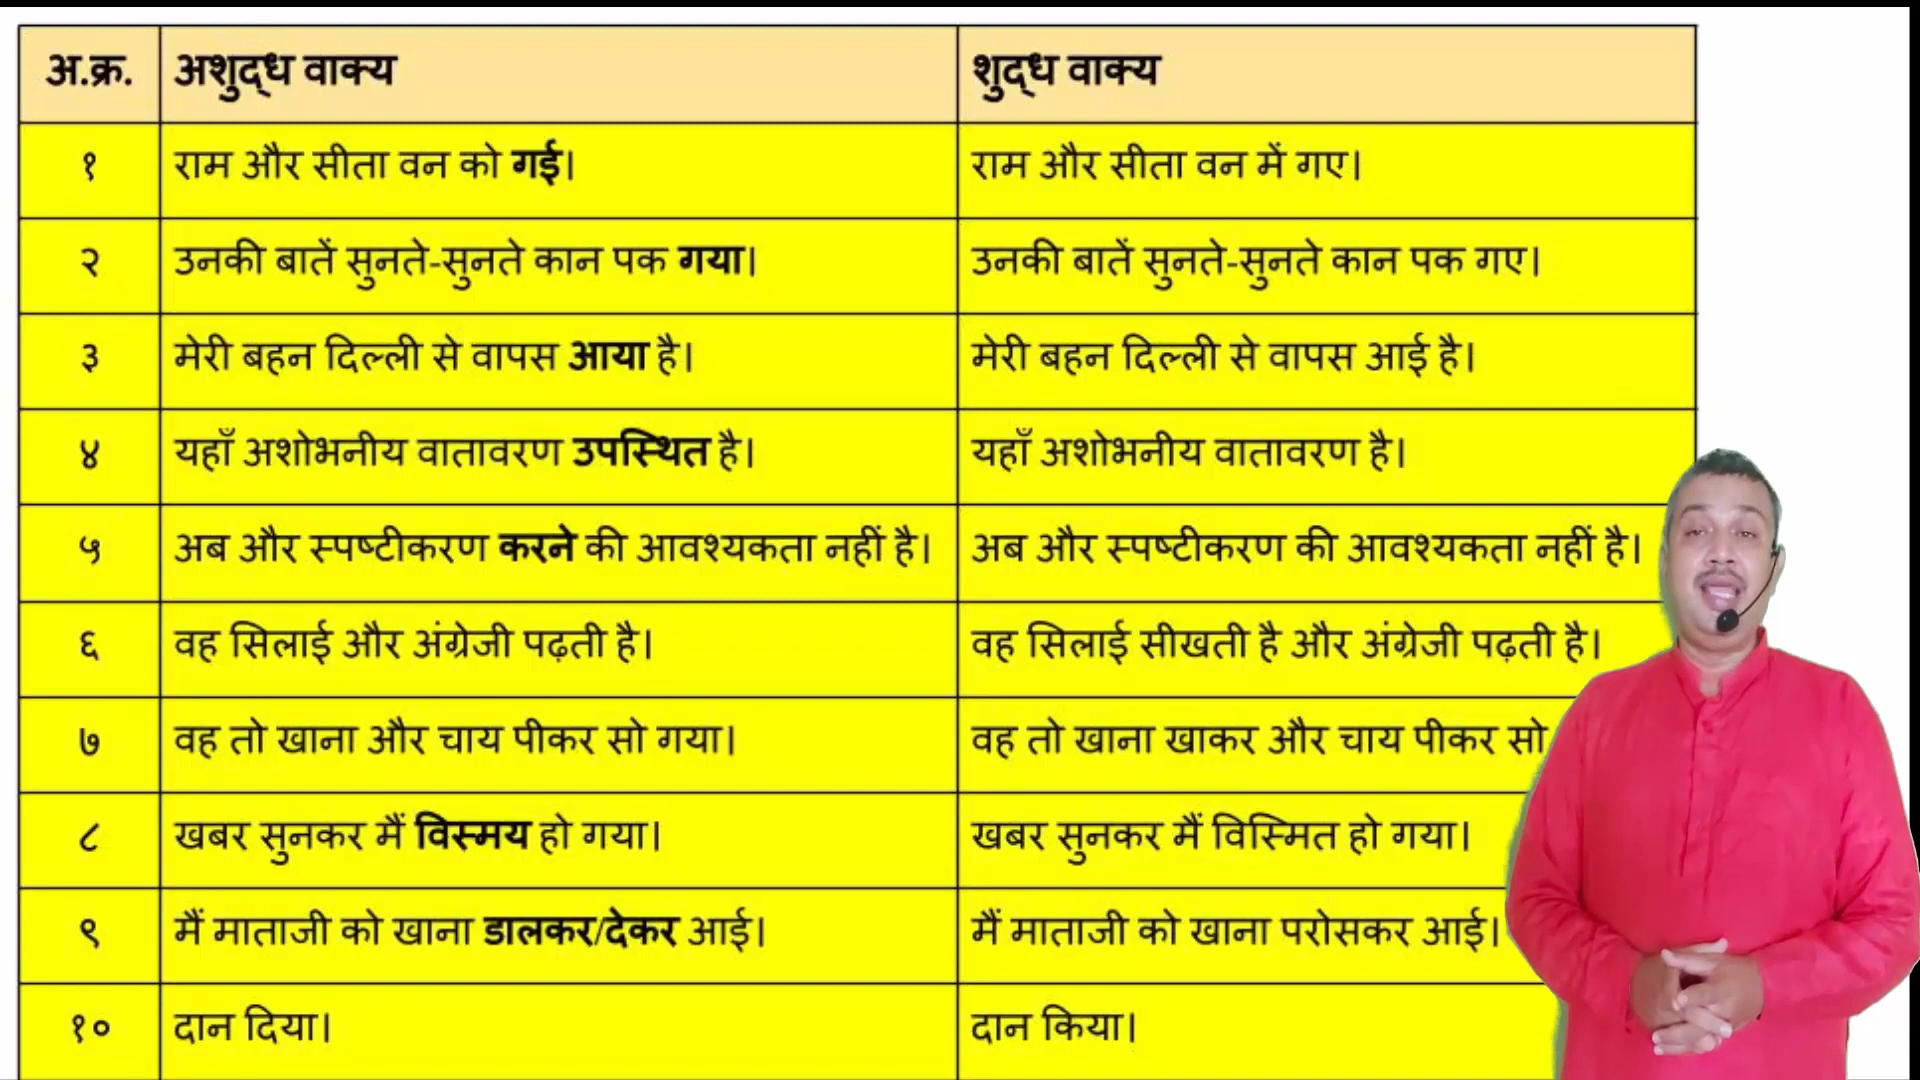 अ.क्र. अशुद्ध वाक्य शुद्ध वाक्य
१ राम और सीता वन को गई। राम और सीता वन में गए।
२ उनकी बातें सुनते-सुनते कान पक गया। उनकी बातें सुनते-सुनते कान पक गए।
३ मेरी बहन दिल्ली से वापस आया है। मेरी बहन दिल्ली से वापस आई है।
४ यहाँ अशोभनीय वातावरण उपस्थित है। यहाँ अशोभनीय वातावरण है।
५ अब और स्पष्टीकरण करने की आवश्यकता नहीं है। अब और स्पष्टीकरण की आवश्यकता नहीं है।
६ वह सिलाई और अंग्रेजी पढ़ती है। वह सिलाई सीखती है और अंग्रेजी पढ़ती है।
७ वह तो खाना और चाय पीकर सो गया। वह तो खाना खाकर और चाय पीकर सो
८ खबर सुनकर मैं विस्मय हो गया। खबर सुनकर मैं विस्मित हो गया।
९ मैं माताजी को खाना डालकर/देकर आई। मैं माताजी को खाना परोसकर आई।
१० दान दिया। दान किया।